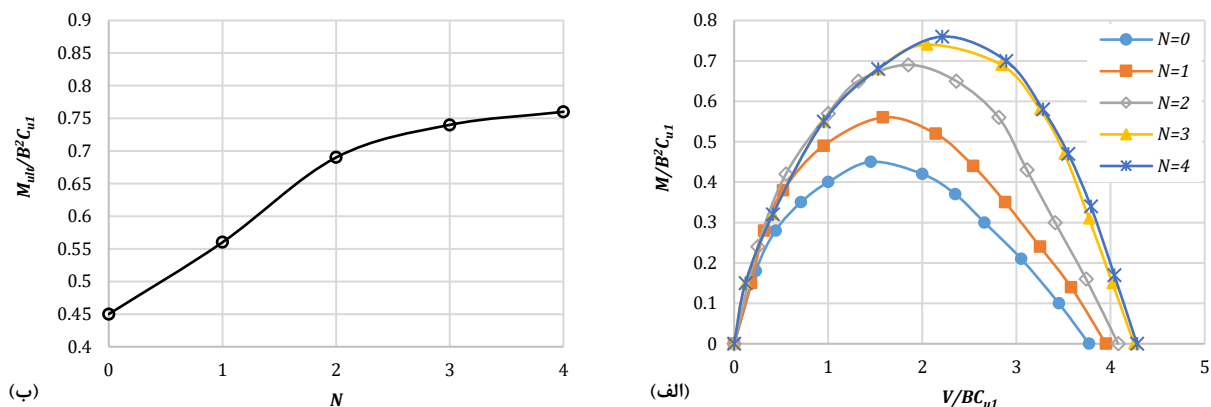 0.9
0.85
0.8
0.75
0.7
0.65
0.6
0.55
0.5
0.45
0.4
0 1 2 3 4
M_ult/B²C_u1
N
(ب)
0.8
0.7
0.6
0.5
0.4
0.3
0.2
0.1
0
0 1 2 3 4 5
M/B²C_u1
V/BC_u1
(الف)
N=0
N=1
N=2
N=3
N=4